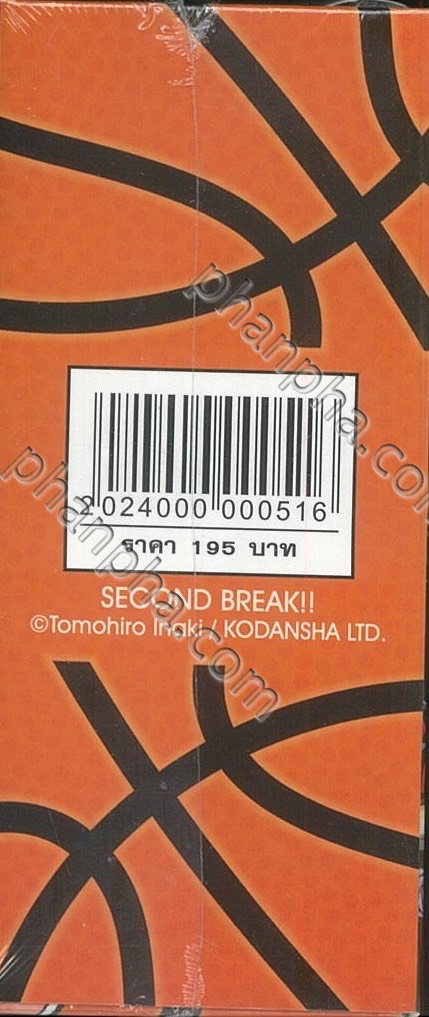 phanpha.com
2 024000 000516
ราคา 195 บาท
phanpha.com
SECOND BREAK!!
©Tomohiro Inaki / KODANSHA LTD.